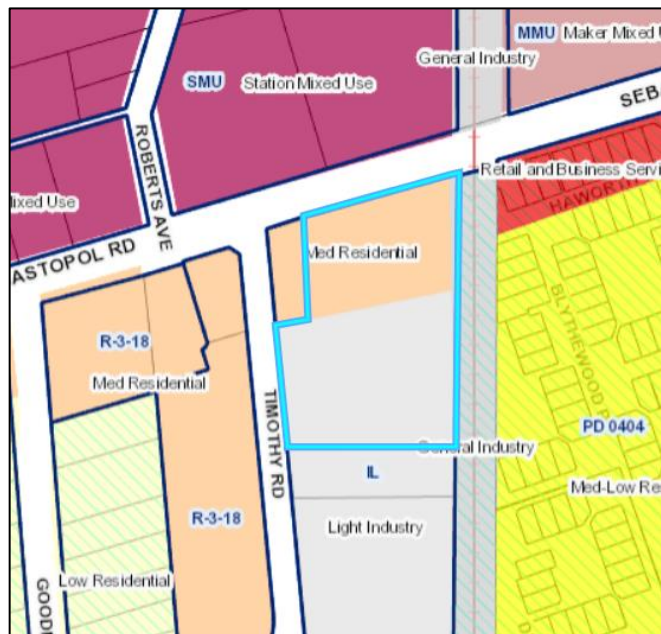 MMU Maker Mixed U
General Industry
SMU Station Mixed Use
SEB
ROBERTS AVE
Retail and Business Servi
HAWORTH
ixed Use
ASTOPOL RD
Med Residential
BLYTHEWOOD P
R-3-18
Med Residential
TIMOTHY RD
PD 0404
General Industry
IL
Med-Low Res
R-3-18
Light Industry
Low Residential
GOOD
D